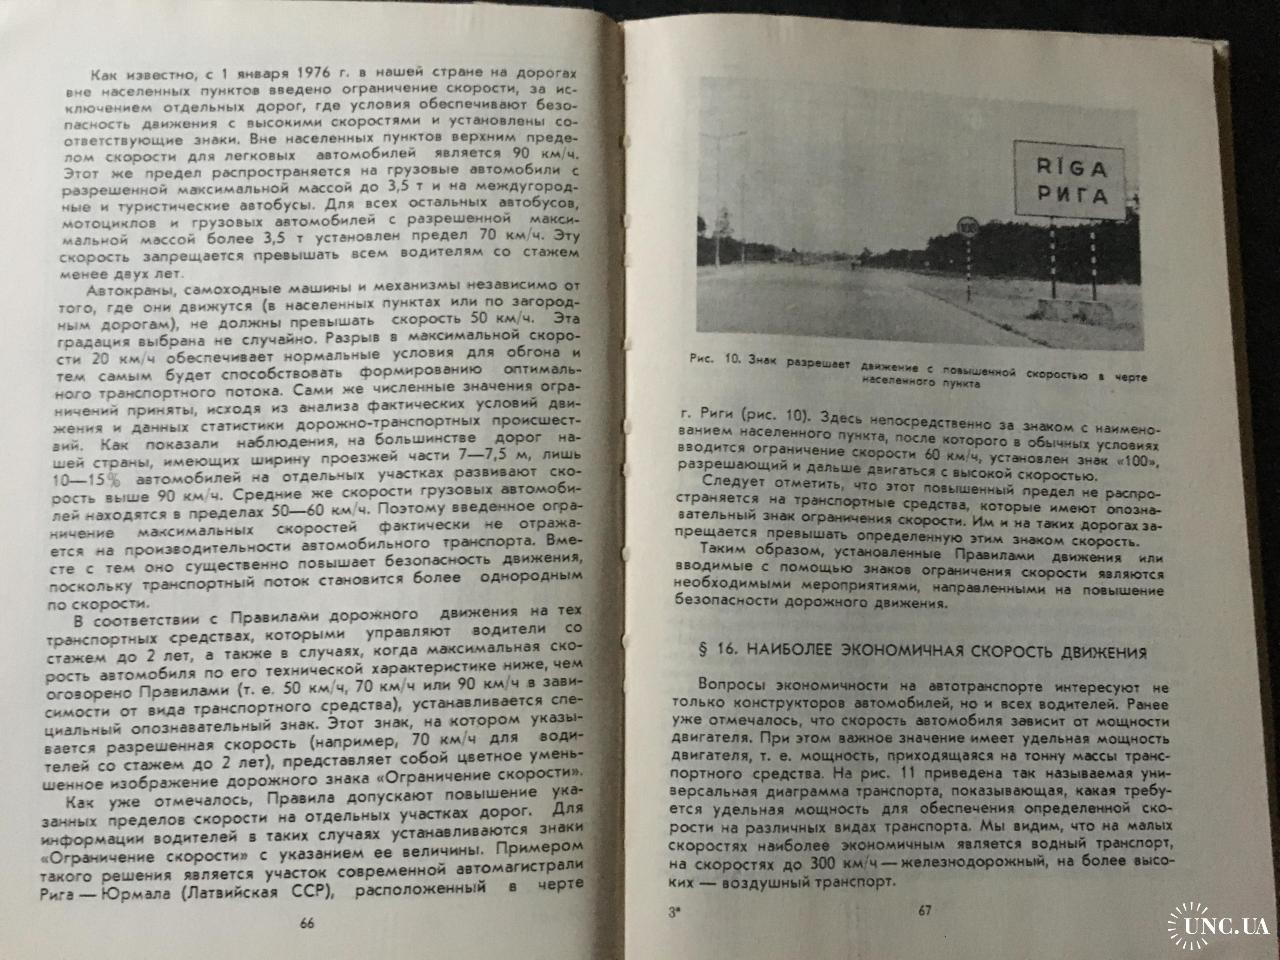 Как известно, с 1 января 1976 г. в нашей стране на дорогах
вне населенных пунктов введено ограничение скорости, за ис-
ключением отдельных дорог, где условия обеспечивают безо-
пасность движения с высокими скоростями и установлены со-
ответствующие знаки. Вне населенных пунктов верхним преде-
лом скорости для легковых автомобилей является 90 км/ч.
Этот же предел распространяется на грузовые автомобили с
разрешенной максимальной массой до 3,5 т и на междугород-
ные и туристические автобусы. Для всех остальных автобусов,
мотоциклов и грузовых автомобилей с разрешенной макси-
мальной массой более 3,5 т установлен предел 70 км/ч. Эту
скорость запрещается превышать всем водителям со стажем
менее двух лет.
Автокраны, самоходные машины и механизмы независимо от
того, где они движутся (в населенных пунктах или по загород-
ным дорогам), не должны превышать скорость 50 км/ч. Эта
градация выбрана не случайно. Разрыв в максимальной скоро-
сти 20 км/ч обеспечивает нормальные условия для обгона и
тем самым будет способствовать формированию оптималь-
ного транспортного потока. Сами же численные значения огра-
ничений приняты, исходя из анализа фактических условий дви-
жения и данных статистики дорожно-транспортных происшест-
вий. Как показали наблюдения, на большинстве дорог на-
шей страны, имеющих ширину проезжей части 7—7,5 м, лишь
10—15% автомобилей на отдельных участках развивают ско-
рость выше 90 км/ч. Средние же скорости грузовых автомоби-
лей находятся в пределах 50—60 км/ч. Поэтому введенное огра-
ничение максимальных скоростей фактически не отража-
ется на производительности автомобильного транспорта. Вме-
сте с тем оно существенно повышает безопасность движения,
поскольку транспортный поток становится более однородным
по скорости.
В соответствии с Правилами дорожного движения на тех
транспортных средствах, которыми управляют водители со
стажем до 2 лет, а также в случаях, когда максимальная ско-
рость автомобиля по его технической характеристике ниже, чем
оговорено Правилами (т. е. 50 км/ч, 70 км/ч или 90 км/ч в зави-
симости от вида транспортного средства), устанавливается спе-
циальный опознавательный знак. Этот знак, на котором указы-
вается разрешенная скорость (например, 70 км/ч для води-
телей со стажем до 2 лет), представляет собой цветное умень-
шенное изображение дорожного знака «Ограничение скорости».
Как уже отмечалось, Правила допускают повышение ука-
занных пределов скорости на отдельных участках дорог. Для
информации водителей в таких случаях устанавливаются знаки
«Ограничение скорости» с указанием ее величины. Примером
такого решения является участок современной автомагистрали
Рига — Юрмала (Латвийская ССР), расположенный в черте
66
RĪGA
РИГА
100
Рис. 10. Знак разрешает движение с повышенной скоростью в черте
населенного пункта
г. Риги (рис. 10). Здесь непосредственно за знаком с наимено-
ванием населенного пункта, после которого в обычных условиях
вводится ограничение скорости 60 км/ч, установлен знак «100»,
разрешающий и дальше двигаться с высокой скоростью.
Следует отметить, что этот повышенный предел не распро-
страняется на транспортные средства, которые имеют опозна-
вательный знак ограничения скорости. Им и на таких дорогах за-
прещается превышать определенную этим знаком скорость.
Таким образом, установленные Правилами движения или
вводимые с помощью знаков ограничения скорости являются
необходимыми мероприятиями, направленными на повышение
безопасности дорожного движения.
§ 16. НАИБОЛЕЕ ЭКОНОМИЧНАЯ СКОРОСТЬ ДВИЖЕНИЯ
Вопросы экономичности на автотранспорте интересуют не
только конструкторов автомобилей, но и всех водителей. Ранее
уже отмечалось, что скорость автомобиля зависит от мощности
двигателя. При этом важное значение имеет удельная мощность
двигателя, т. е. мощность, приходящаяся на тонну массы транс-
портного средства. На рис. 11 приведена так называемая уни-
версальная диаграмма транспорта, показывающая, какая требу-
ется удельная мощность для обеспечения определенной ско-
рости на различных видах транспорта. Мы видим, что на малых
скоростях наиболее экономичным является водный транспорт,
на скоростях до 300 км/ч — железнодорожный, на более высо-
ких — воздушный транспорт.
3*
67
UNC.UA